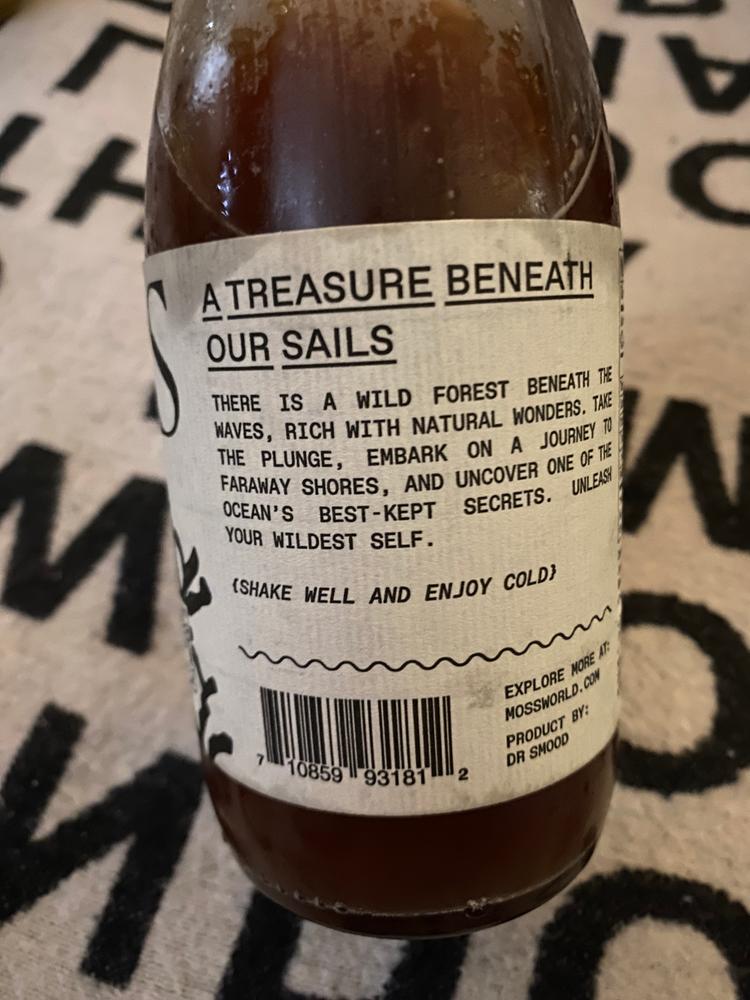 A TREASURE BENEATH
OUR SAILS
THERE IS A WILD FOREST BENEATH THE
WAVES, RICH WITH NATURAL WONDERS. TAKE
THE PLUNGE, EMBARK ON A JOURNEY TO
FARAWAY SHORES, AND UNCOVER ONE OF THE
OCEAN'S BEST-KEPT SECRETS. UNLEASH
YOUR WILDEST SELF.
{SHAKE WELL AND ENJOY COLD}
EXPLORE MORE AT:
MOSSWORLD.COM
PRODUCT BY:
DR SMOOD
7 10859 93181 2